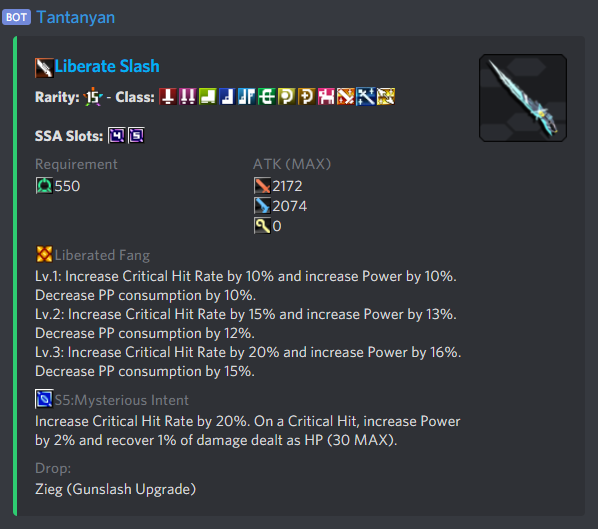 BOT Tantanyan
Liberate Slash
Rarity: 15 - Class:
SSA Slots: 4 5
Requirement
550
ATK (MAX)
2172
2074
0
Liberated Fang
Lv.1: Increase Critical Hit Rate by 10% and increase Power by 10%.
Decrease PP consumption by 10%.
Lv.2: Increase Critical Hit Rate by 15% and increase Power by 13%.
Decrease PP consumption by 12%.
Lv.3: Increase Critical Hit Rate by 20% and increase Power by 16%.
Decrease PP consumption by 15%.
S5:Mysterious Intent
Increase Critical Hit Rate by 20%. On a Critical Hit, increase Power
by 2% and recover 1% of damage dealt as HP (30 MAX).
Drop:
Zieg (Gunslash Upgrade)